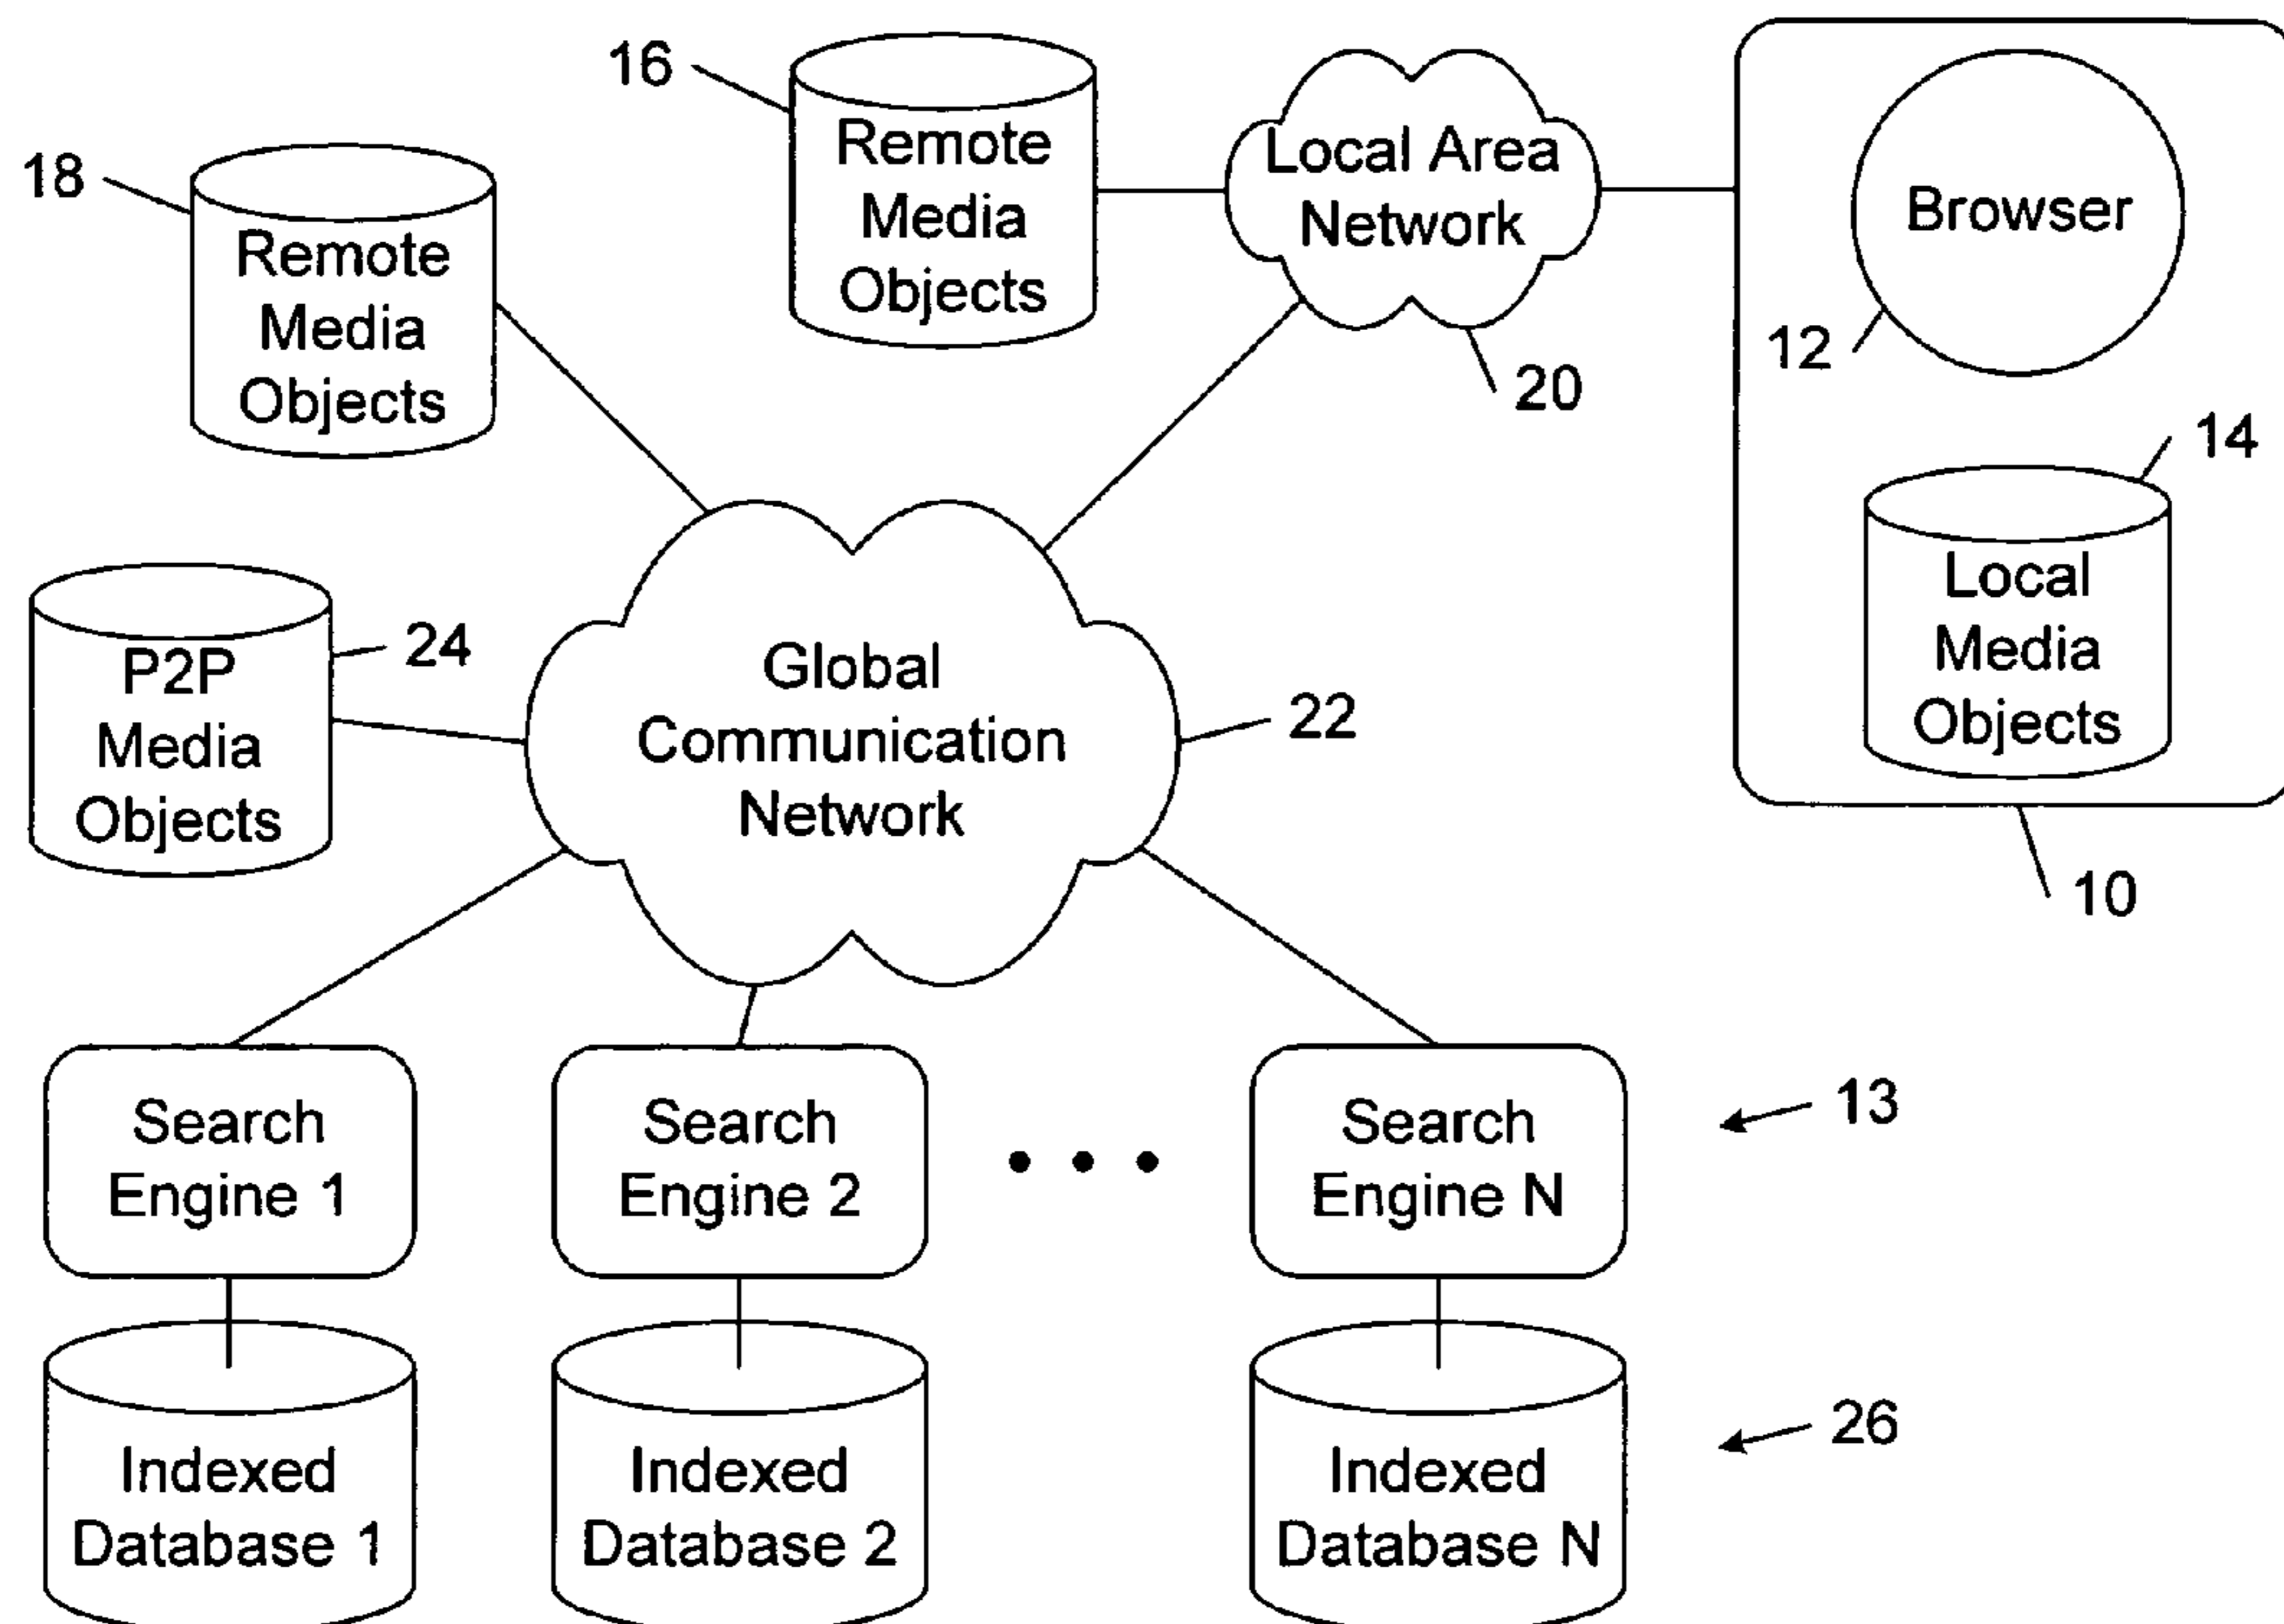 16
Remote
Media
Objects
Local Area
Network
Browser
12
18
Remote
Media
Objects
20
14
Local
Media
Objects
10
P2P
Media
Objects
24
Global
Communication
Network
22
Search
Engine 1
Search
Engine 2
• • •
Search
Engine N
13
Indexed
Database 1
Indexed
Database 2
Indexed
Database N
26